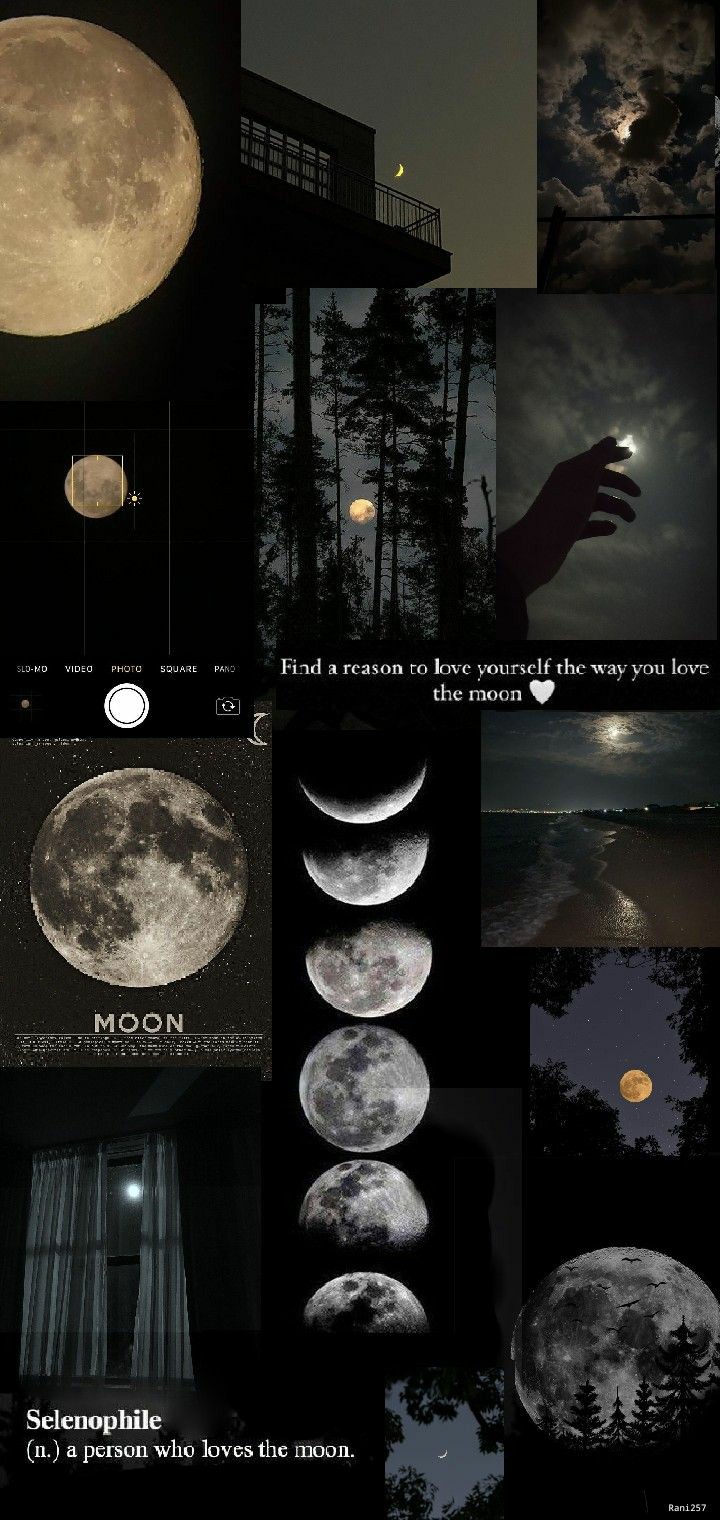 SLO-MO VIDEO PHOTO SQUARE PANO
Find a reason to love yourself the way you love
the moon 🤍
MOON
Selenophile
(n.) a person who loves the moon.
Rani257